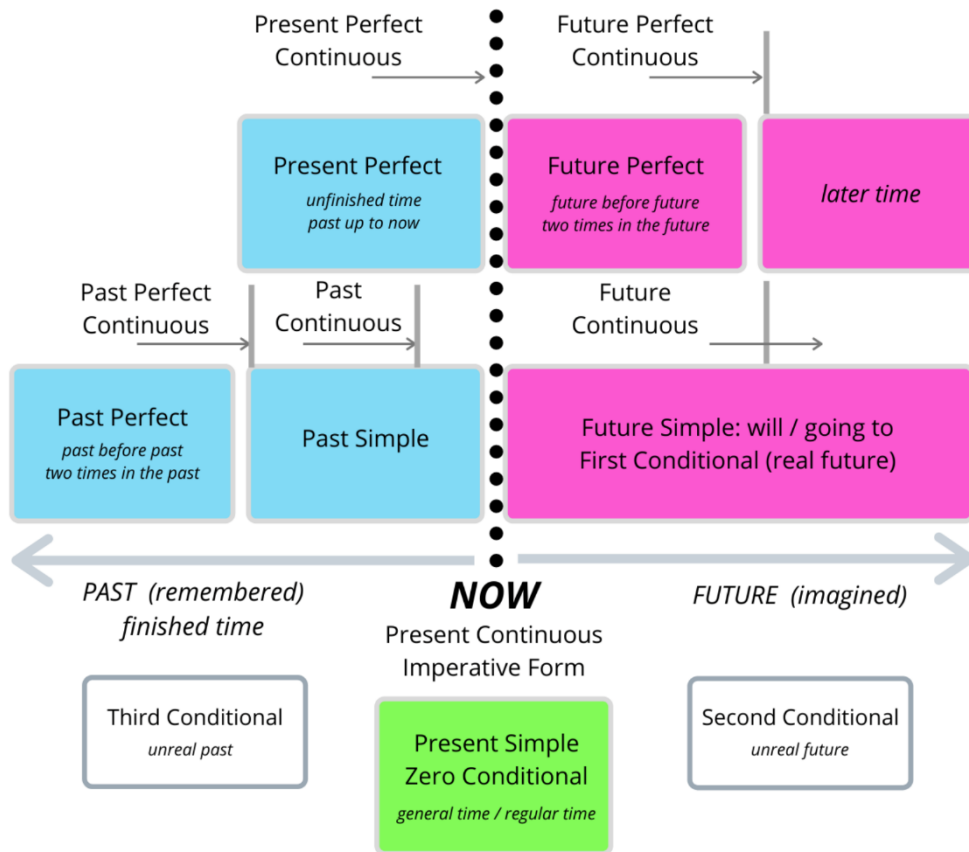 Present Perfect
Continuous
Future Perfect
Continuous
Present Perfect
unfinished time
past up to now
Future Perfect
future before future
two times in the future
later time
Past Perfect
Continuous
Past
Continuous
Future
Continuous
Past Perfect
past before past
two times in the past
Past Simple
Future Simple: will / going to
First Conditional (real future)
PAST (remembered)
finished time
NOW
Present Continuous
Imperative Form
FUTURE (imagined)
Third Conditional
unreal past
Present Simple
Zero Conditional
general time / regular time
Second Conditional
unreal future